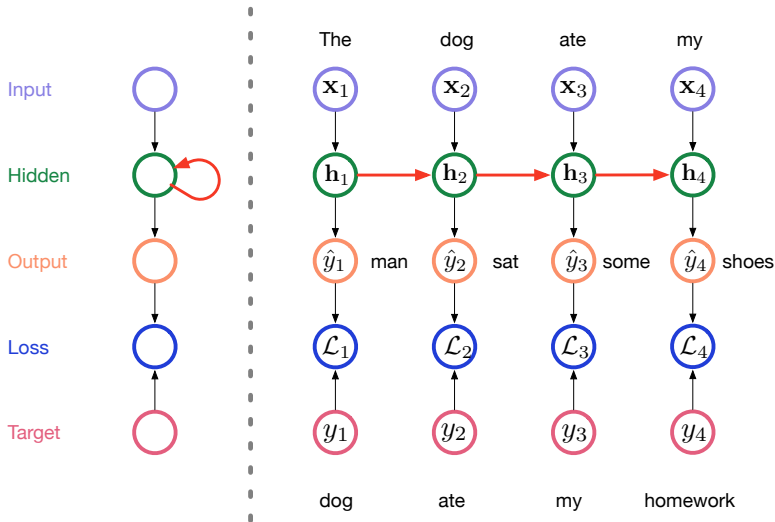 The dog ate my
Input x₁ x₂ x₃ x₄
Hidden h₁ h₂ h₃ h₄
Output ŷ₁ man ŷ₂ sat ŷ₃ some ŷ₄ shoes
Loss ℒ₁ ℒ₂ ℒ₃ ℒ₄
Target y₁ y₂ y₃ y₄
dog ate my homework